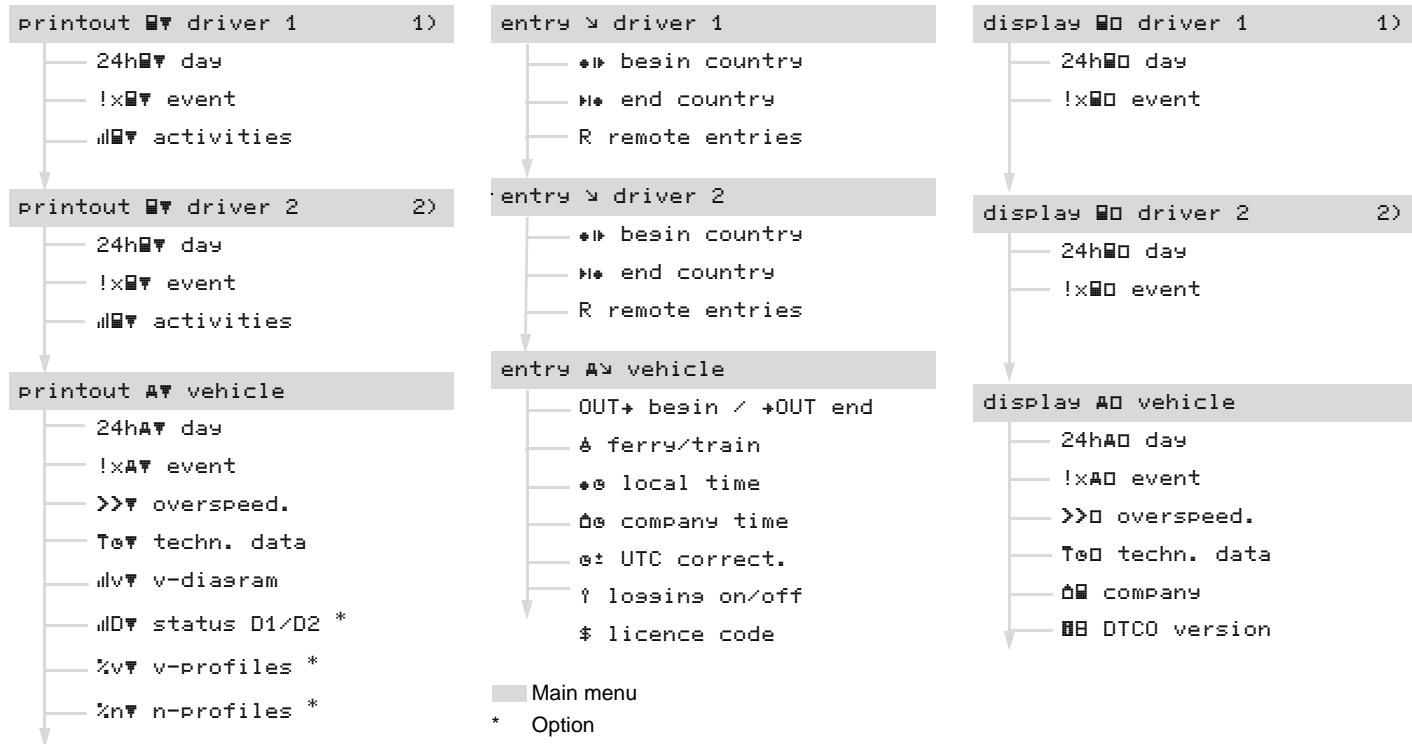 printout driver 1 1)
24h day
!x event
activities
printout driver 2 2)
24h day
!x event
activities
printout vehicle
24h day
!x event
>> overspeed.
techn. data
v v-diagram
D status D1/D2 *
%v v-profiles *
%n n-profiles *
entry driver 1
begin country
end country
R remote entries
entry driver 2
begin country
end country
R remote entries
entry vehicle
OUT→ begin / →OUT end
ferry/train
local time
company time
UTC correct.
logging on/off
$ licence code
Main menu
* Option
display driver 1 1)
24h day
!x event
display driver 2 2)
24h day
!x event
display vehicle
24h day
!x event
>> overspeed.
techn. data
company
DTCO version